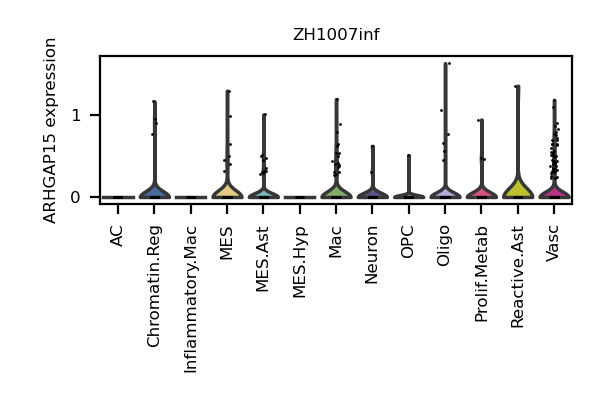 ZH1007inf
ARHGAP15 expression
1
0
AC
Chromatin.Reg
Inflammatory.Mac
MES
MES.Ast
MES.Hyp
Mac
Neuron
OPC
Oligo
Prolif.Metab
Reactive.Ast
Vasc